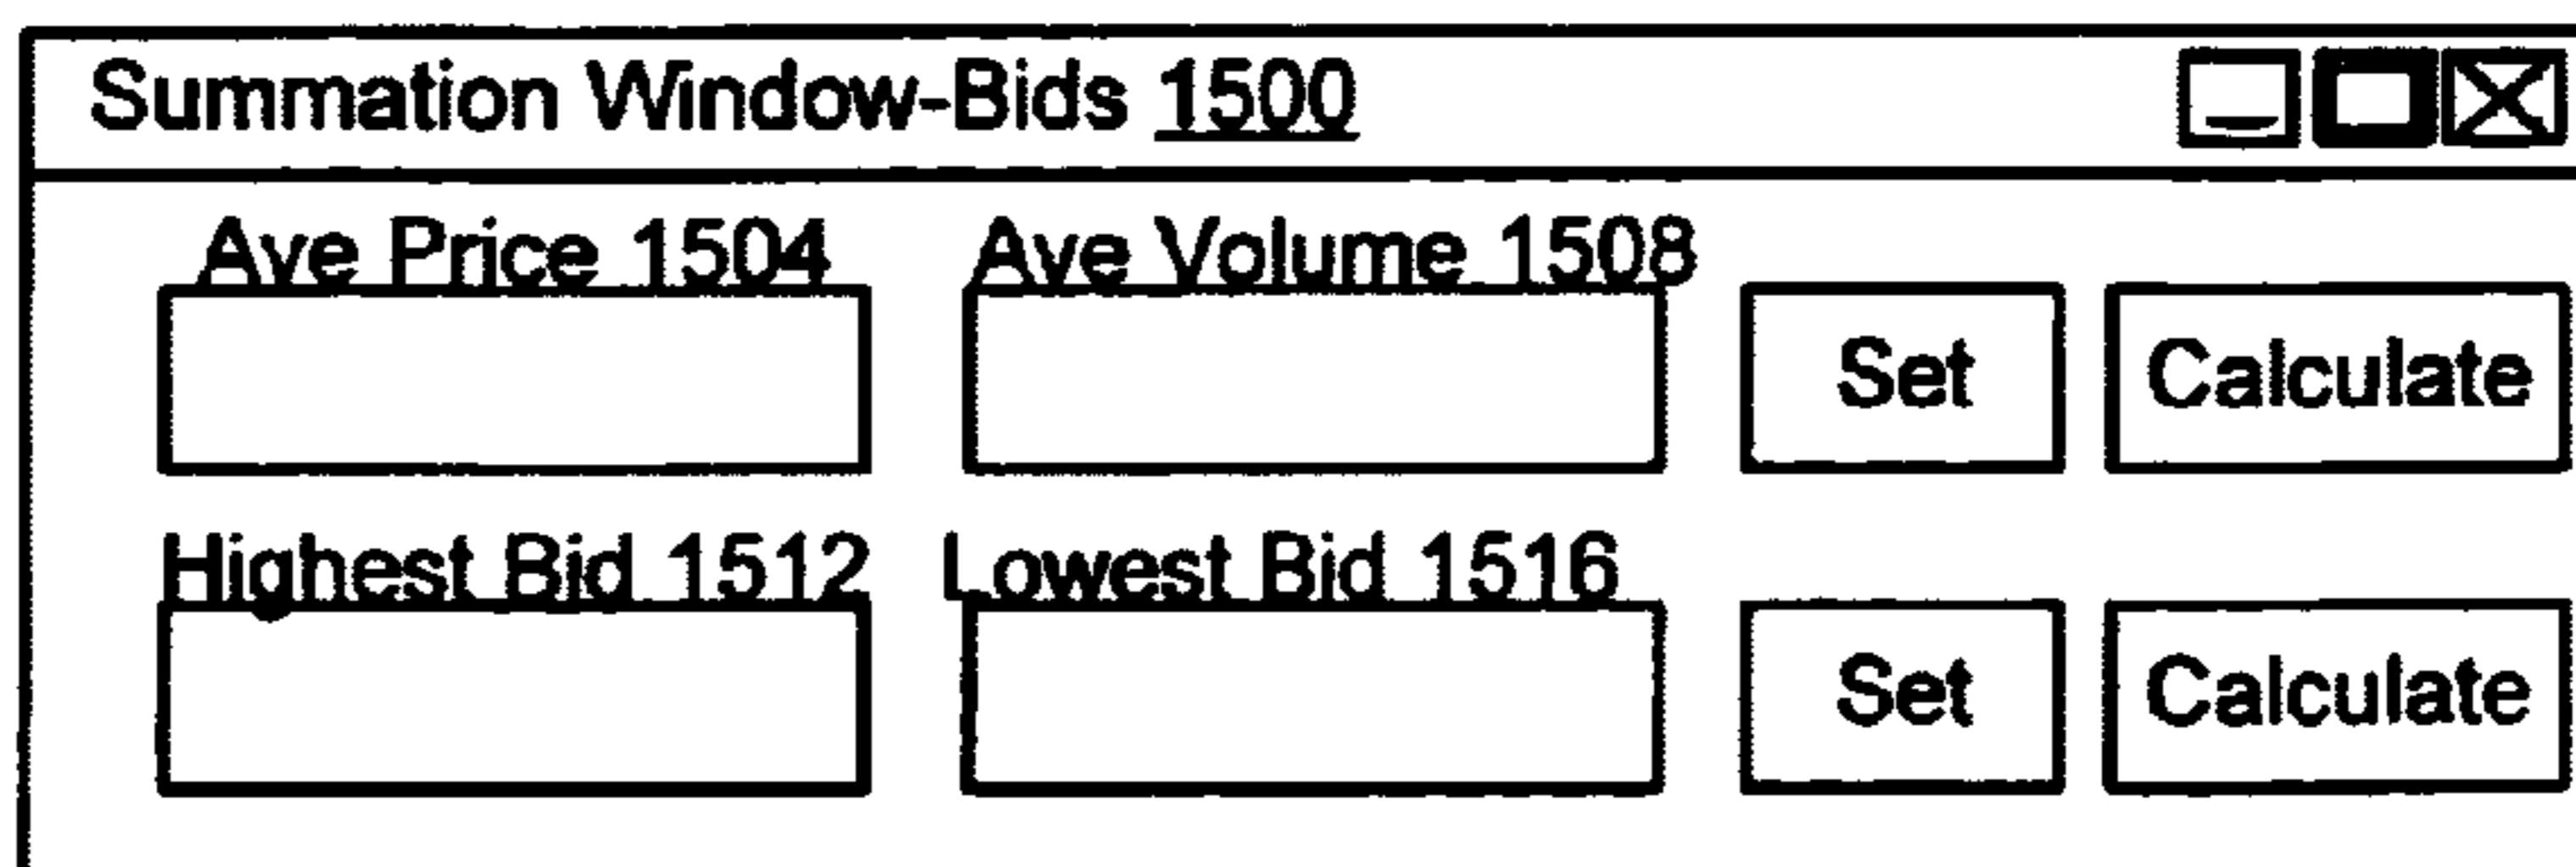 Summation Window-Bids 1500
Ave Price 1504 Ave Volume 1508
Set Calculate
Highest Bid 1512 Lowest Bid 1516
Set Calculate